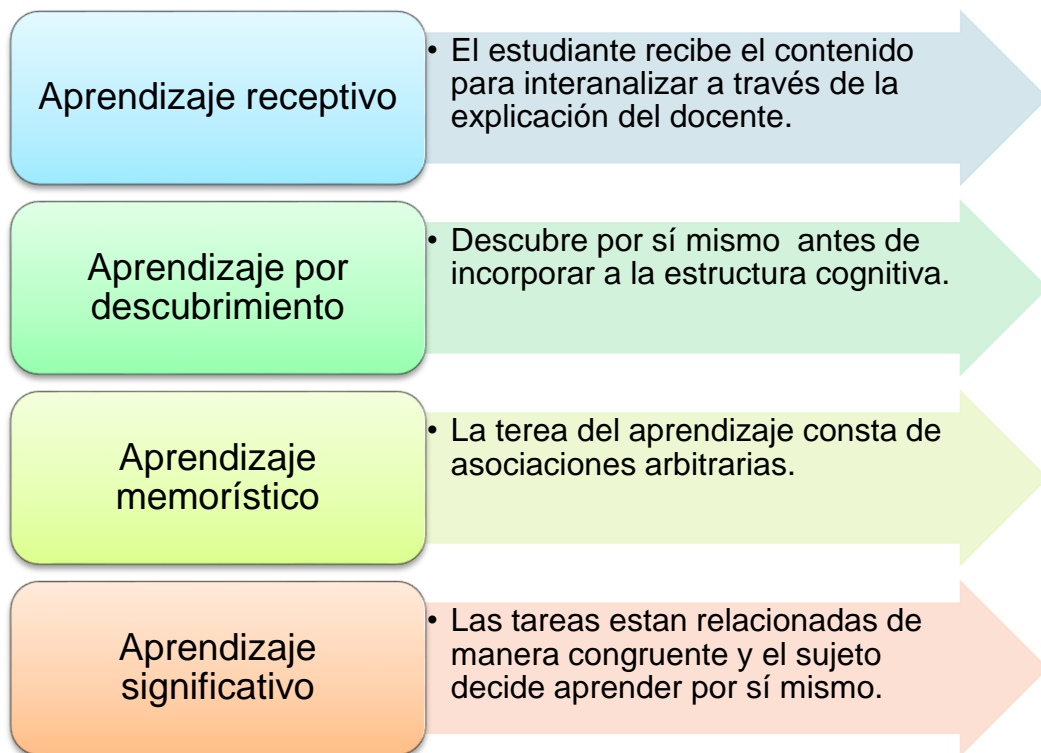 Aprendizaje receptivo
• El estudiante recibe el contenido
para interanalizar a través de la
explicación del docente.
Aprendizaje por
descubrimiento
• Descubre por sí mismo  antes de
incorporar a la estructura cognitiva.
Aprendizaje
memorístico
• La terea del aprendizaje consta de
asociaciones arbitrarias.
Aprendizaje
significativo
• Las tareas estan relacionadas de
manera congruente y el sujeto
decide aprender por sí mismo.